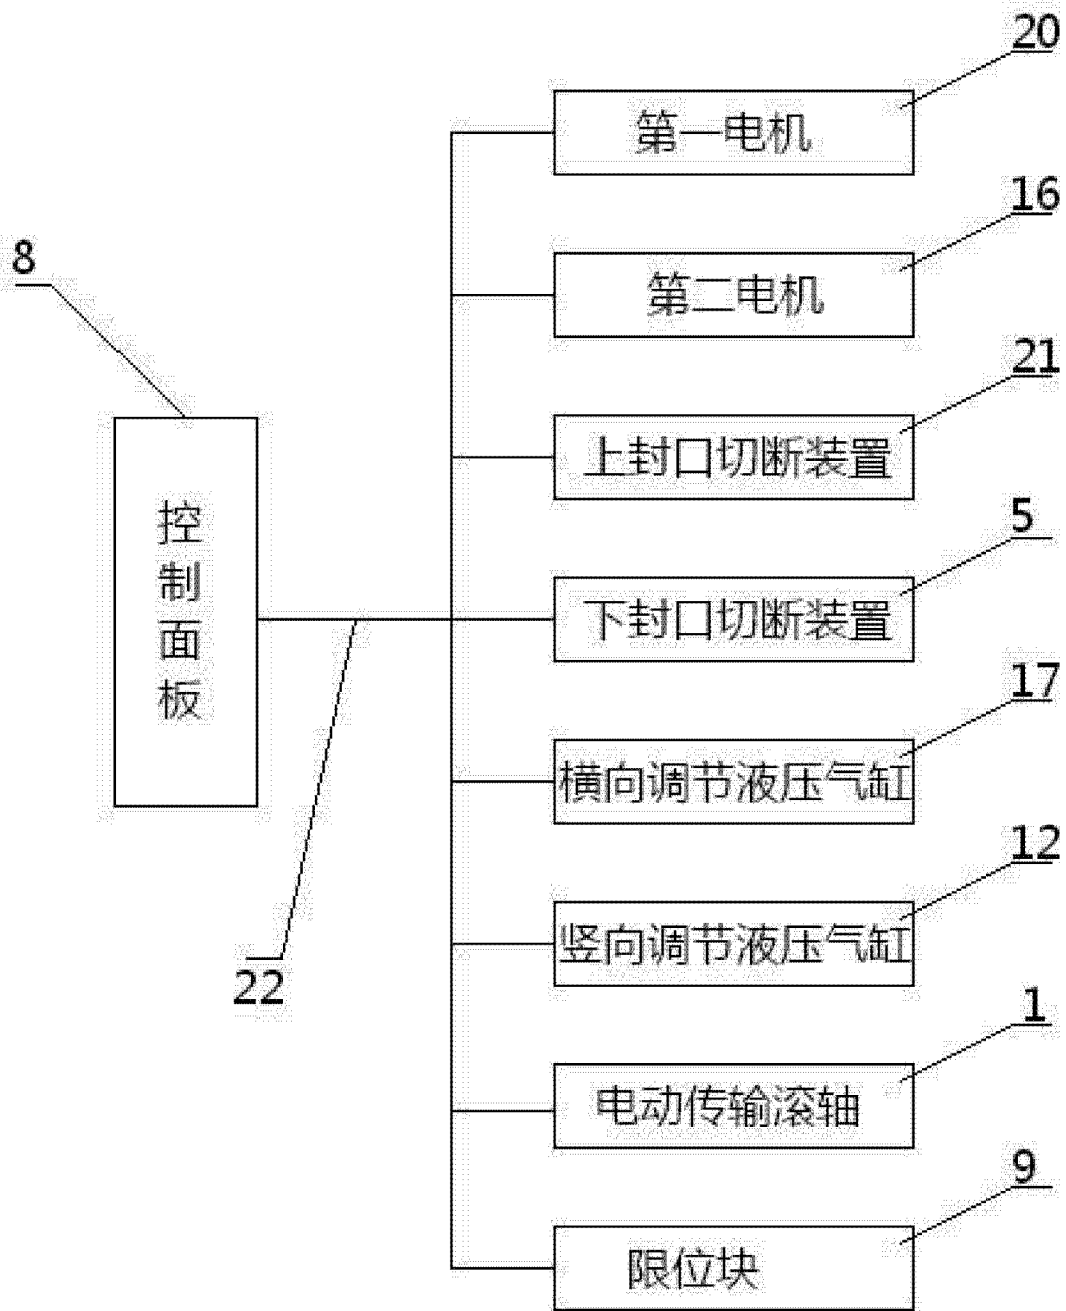 20
第一电机
16
第二电机
8
21
上封口切断装置
控制面板
5
下封口切断装置
17
横向调节液压气缸
12
竖向调节液压气缸
22
1
电动传输滚轴
9
限位块